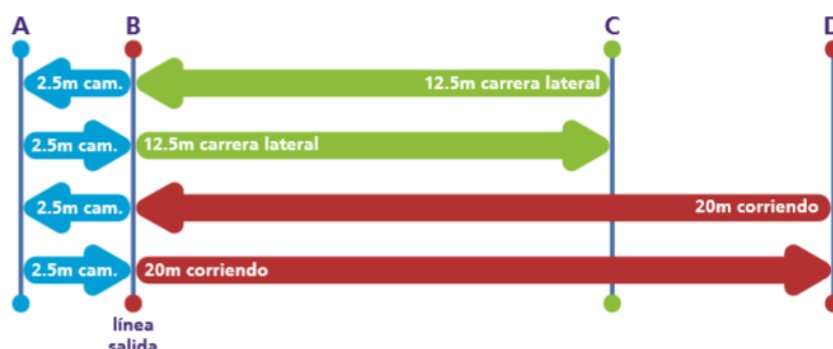 A B C D
2.5m cam. 12.5m carrera lateral
2.5m cam. 12.5m carrera lateral
2.5m cam. 20m corriendo
2.5m cam. 20m corriendo
línea
salida